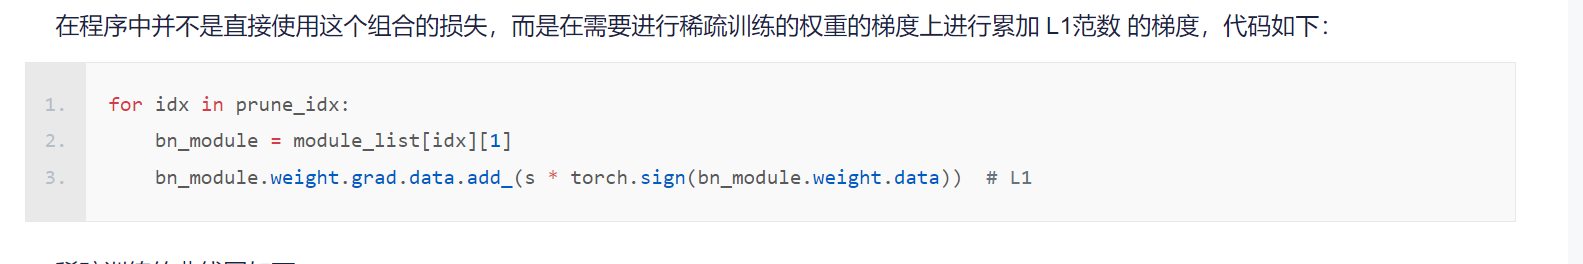 在程序中并不是直接使用这个组合的损失，而是在需要进行稀疏训练的权重的梯度上进行累加 L1范数 的梯度，代码如下：
1. for idx in prune_idx:
2.     bn_module = module_list[idx][1]
3.     bn_module.weight.grad.data.add_(s * torch.sign(bn_module.weight.data))  # L1